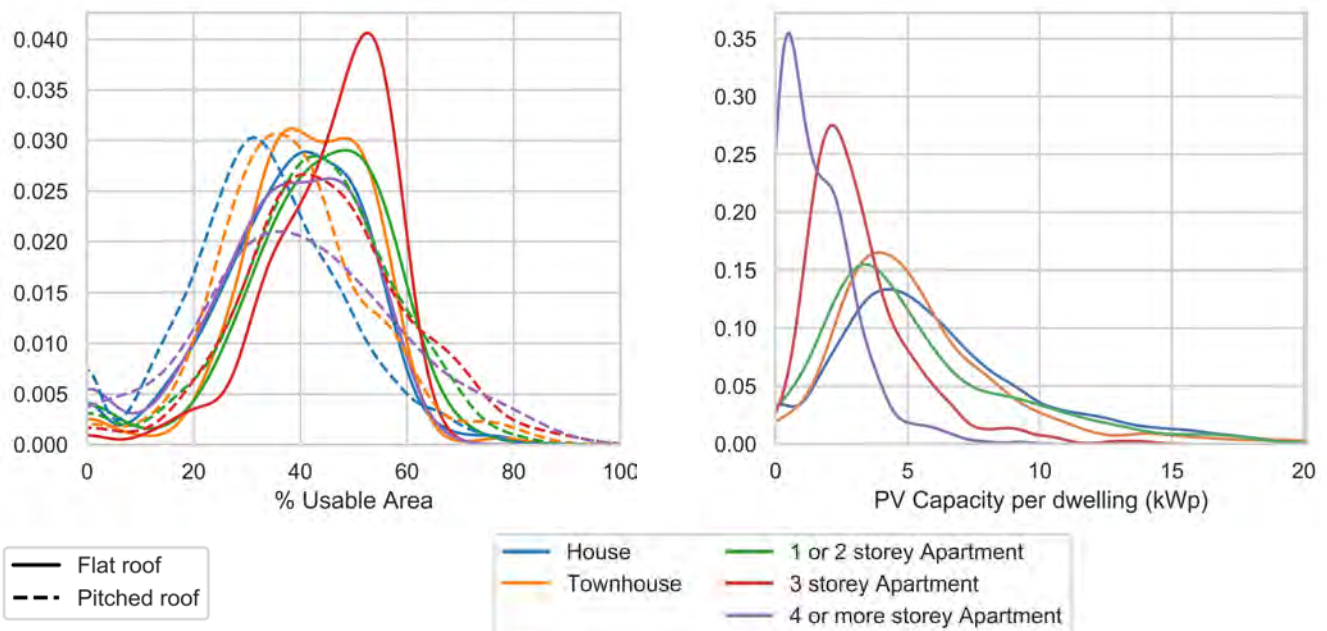 0.040
0.035
0.030
0.025
0.020
0.015
0.010
0.005
0.000
0 20 40 60 80 100
% Usable Area
0.35
0.30
0.25
0.20
0.15
0.10
0.05
0.00
0 5 10 15 20
PV Capacity per dwelling (kWp)
Flat roof
Pitched roof
House
Townhouse
1 or 2 storey Apartment
3 storey Apartment
4 or more storey Apartment